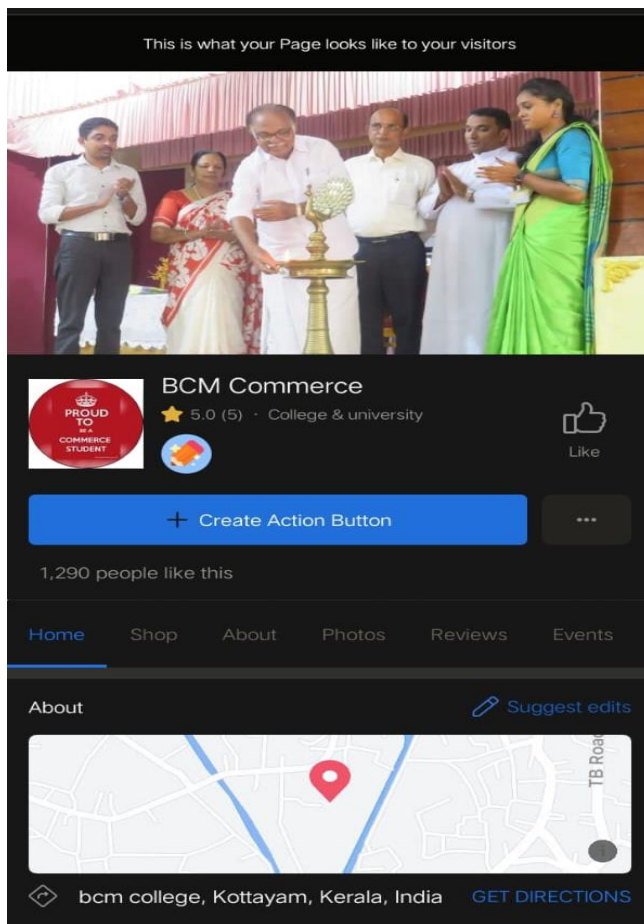 This is what your Page looks like to your visitors
PROUD
TO
BE A
COMMERCE
STUDENT
BCM Commerce
5.0 (5) · College & university
Like
+ Create Action Button
...
1,290 people like this
Home Shop About Photos Reviews Events
About Suggest edits
TB Road
bcm college, Kottayam, Kerala, India GET DIRECTIONS